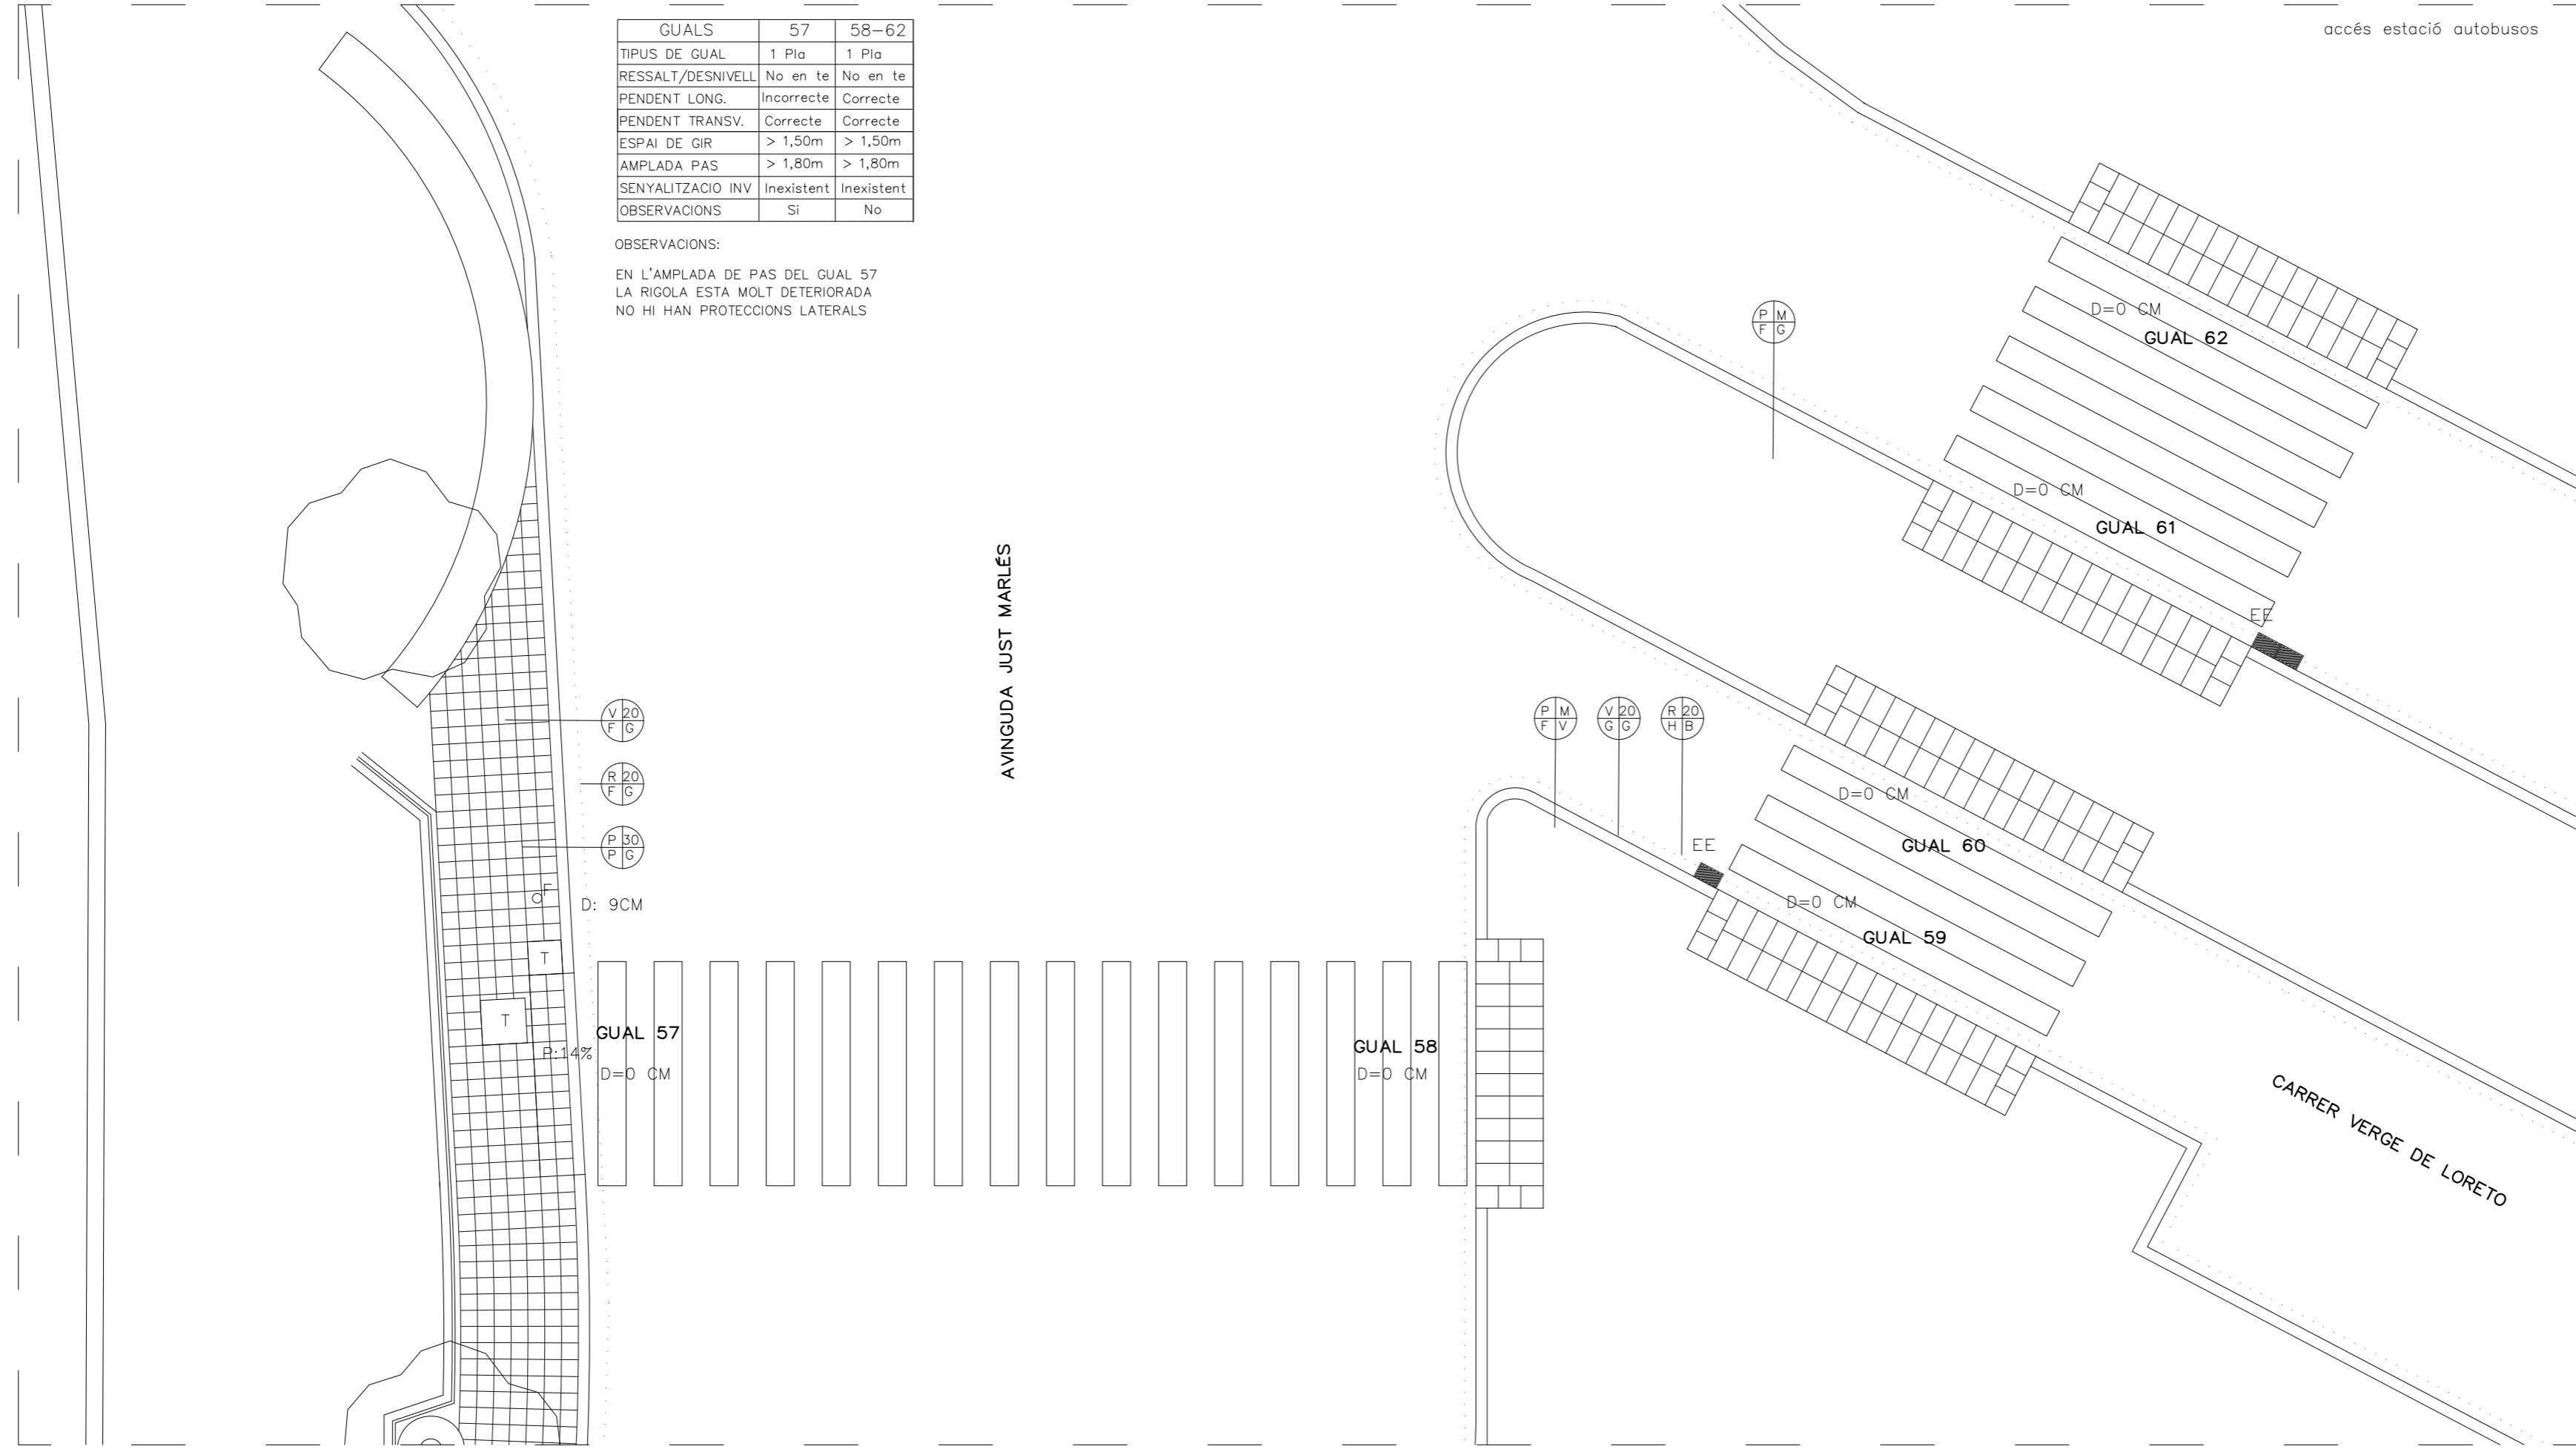 GUALS 57 58-62
TIPUS DE GUAL 1 Pla 1 Pla
RESSALT/DESNIVELL No en te No en te
PENDENT LONG. Incorrecte Correcte
PENDENT TRANSV. Correcte Correcte
ESPAI DE GIR > 1,50m > 1,50m
AMPLADA PAS > 1,80m > 1,80m
SENYALITZACIO INV Inexistent Inexistent
OBSERVACIONS Si No
OBSERVACIONS:
EN L'AMPLADA DE PAS DEL GUAL 57
LA RIGOLA ESTA MOLT DETERIORADA
NO HI HAN PROTECCIONS LATERALS
accés estació autobusos
P M
F G
D=0 CM
GUAL 62
D=0 CM
GUAL 61
EE
AVINGUDA JUST MARLÉS
V 20
F G
R 20
F G
P 30
P G
F
D: 9CM
T
T
P:14%
GUAL 57
D=0 CM
GUAL 58
D=0 CM
P M
F V
V 20
G G
R 20
H B
EE
D=0 CM
GUAL 60
D=0 CM
GUAL 59
CARRER VERGE DE LORETO